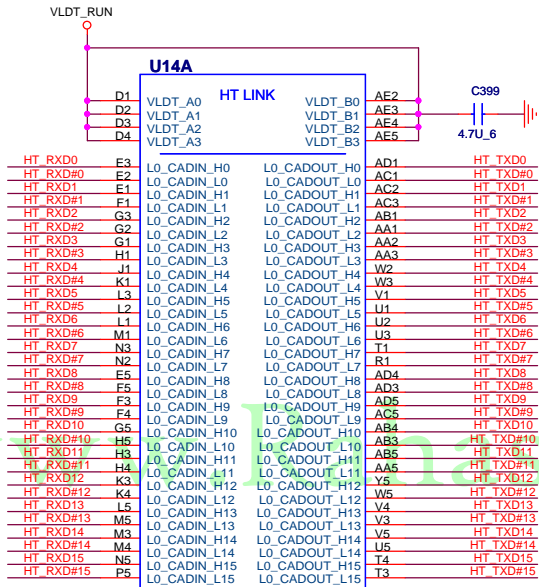 VLDT_RUN
U14A
HT LINK
C399
4.7U_6
D1 VLDT_A0 VLDT_B0 AE2
D2 VLDT_A1 VLDT_B1 AE3
D3 VLDT_A2 VLDT_B2 AE4
D4 VLDT_A3 VLDT_B3 AE5
HT_RXD0 E3 L0_CADIN_H0 L0_CADOUT_H0 AD1 HT_TXD0
HT_RXD#0 E2 L0_CADIN_L0 L0_CADOUT_L0 AC1 HT_TXD#0
HT_RXD1 E1 L0_CADIN_H1 L0_CADOUT_H1 AC2 HT_TXD1
HT_RXD#1 F1 L0_CADIN_L1 L0_CADOUT_L1 AC3 HT_TXD#1
HT_RXD2 G3 L0_CADIN_H2 L0_CADOUT_H2 AB1 HT_TXD2
HT_RXD#2 G2 L0_CADIN_L2 L0_CADOUT_L2 AA1 HT_TXD#2
HT_RXD3 G1 L0_CADIN_H3 L0_CADOUT_H3 AA2 HT_TXD3
HT_RXD#3 H1 L0_CADIN_L3 L0_CADOUT_L3 AA3 HT_TXD#3
HT_RXD4 J1 L0_CADIN_H4 L0_CADOUT_H4 W2 HT_TXD4
HT_RXD#4 K1 L0_CADIN_L4 L0_CADOUT_L4 W3 HT_TXD#4
HT_RXD5 L3 L0_CADIN_H5 L0_CADOUT_H5 V1 HT_TXD5
HT_RXD#5 L2 L0_CADIN_L5 L0_CADOUT_L5 U1 HT_TXD#5
HT_RXD6 L1 L0_CADIN_H6 L0_CADOUT_H6 U2 HT_TXD6
HT_RXD#6 M1 L0_CADIN_L6 L0_CADOUT_L6 U3 HT_TXD#6
HT_RXD7 N3 L0_CADIN_H7 L0_CADOUT_H7 T1 HT_TXD7
HT_RXD#7 N2 L0_CADIN_L7 L0_CADOUT_L7 R1 HT_TXD#7
HT_RXD8 E5 L0_CADIN_H8 L0_CADOUT_H8 AD4 HT_TXD8
HT_RXD#8 F5 L0_CADIN_L8 L0_CADOUT_L8 AD3 HT_TXD#8
HT_RXD9 F3 L0_CADIN_H9 L0_CADOUT_H9 AD5 HT_TXD9
HT_RXD#9 F4 L0_CADIN_L9 L0_CADOUT_L9 AC5 HT_TXD#9
HT_RXD10 G5 L0_CADIN_H10 L0_CADOUT_H10 AB4 HT_TXD10
HT_RXD#10 H5 L0_CADIN_L10 L0_CADOUT_L10 AB3 HT_TXD#10
HT_RXD11 H3 L0_CADIN_H11 L0_CADOUT_H11 AB5 HT_TXD11
HT_RXD#11 H4 L0_CADIN_L11 L0_CADOUT_L11 AA5 HT_TXD#11
HT_RXD12 K3 L0_CADIN_H12 L0_CADOUT_H12 Y5 HT_TXD12
HT_RXD#12 K4 L0_CADIN_L12 L0_CADOUT_L12 W5 HT_TXD#12
HT_RXD13 L5 L0_CADIN_H13 L0_CADOUT_H13 V4 HT_TXD13
HT_RXD#13 M5 L0_CADIN_L13 L0_CADOUT_L13 V3 HT_TXD#13
HT_RXD14 M3 L0_CADIN_H14 L0_CADOUT_H14 V5 HT_TXD14
HT_RXD#14 M4 L0_CADIN_L14 L0_CADOUT_L14 U5 HT_TXD#14
HT_RXD15 N5 L0_CADIN_H15 L0_CADOUT_H15 T4 HT_TXD15
HT_RXD#15 P5 L0_CADIN_L15 L0_CADOUT_L15 T3 HT_TXD#15